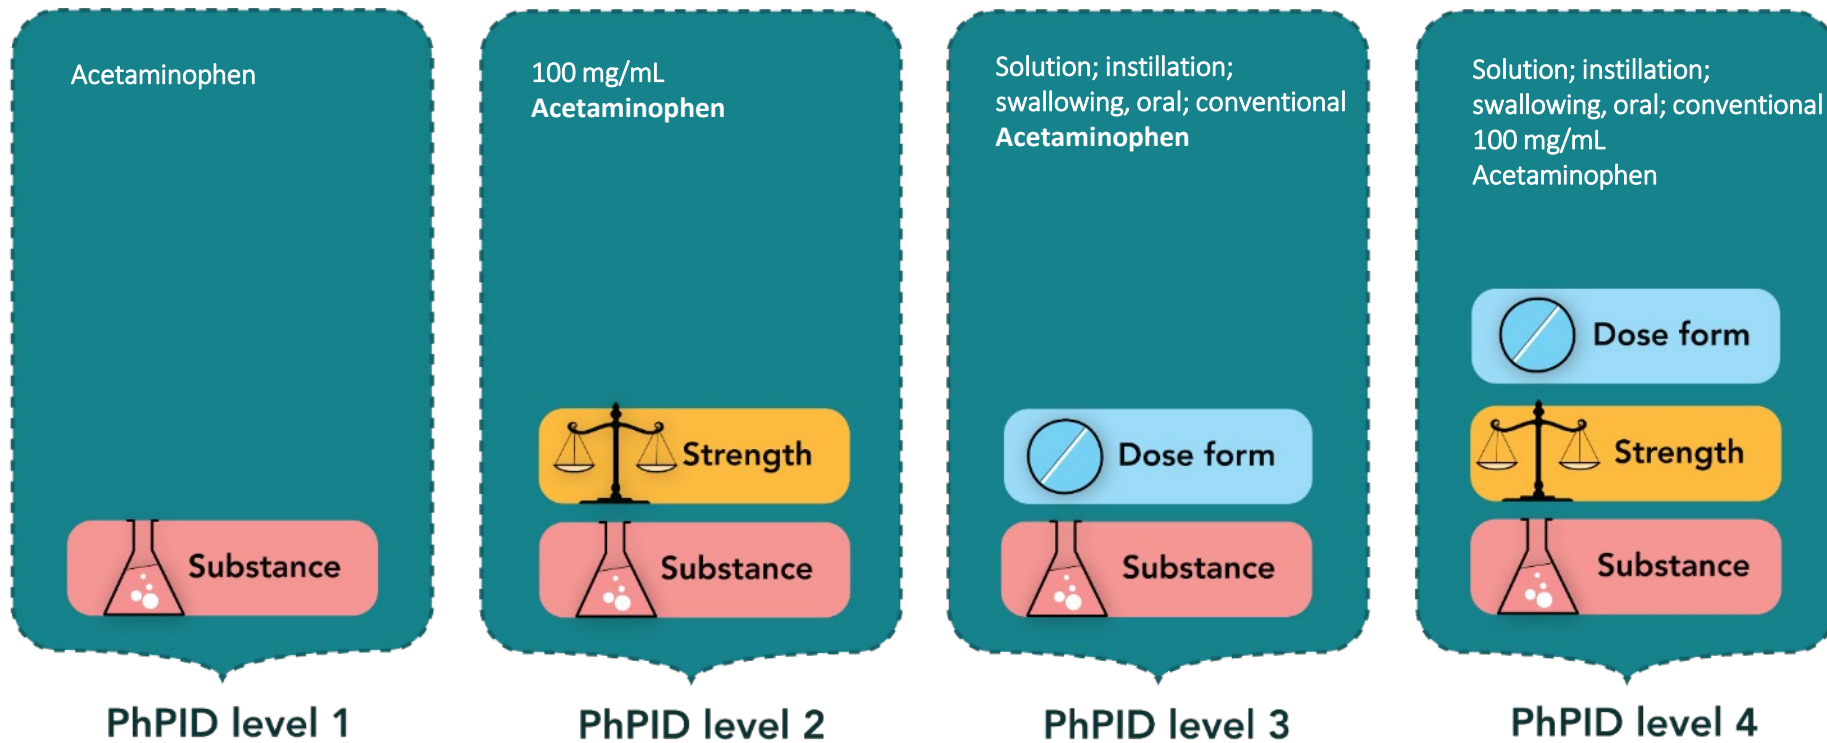 Acetaminophen
Substance
PhPID level 1
100 mg/mL
Acetaminophen
Strength
Substance
PhPID level 2
Solution; instillation;
swallowing, oral; conventional
Acetaminophen
Dose form
Substance
PhPID level 3
Solution; instillation;
swallowing, oral; conventional
100 mg/mL
Acetaminophen
Dose form
Strength
Substance
PhPID level 4